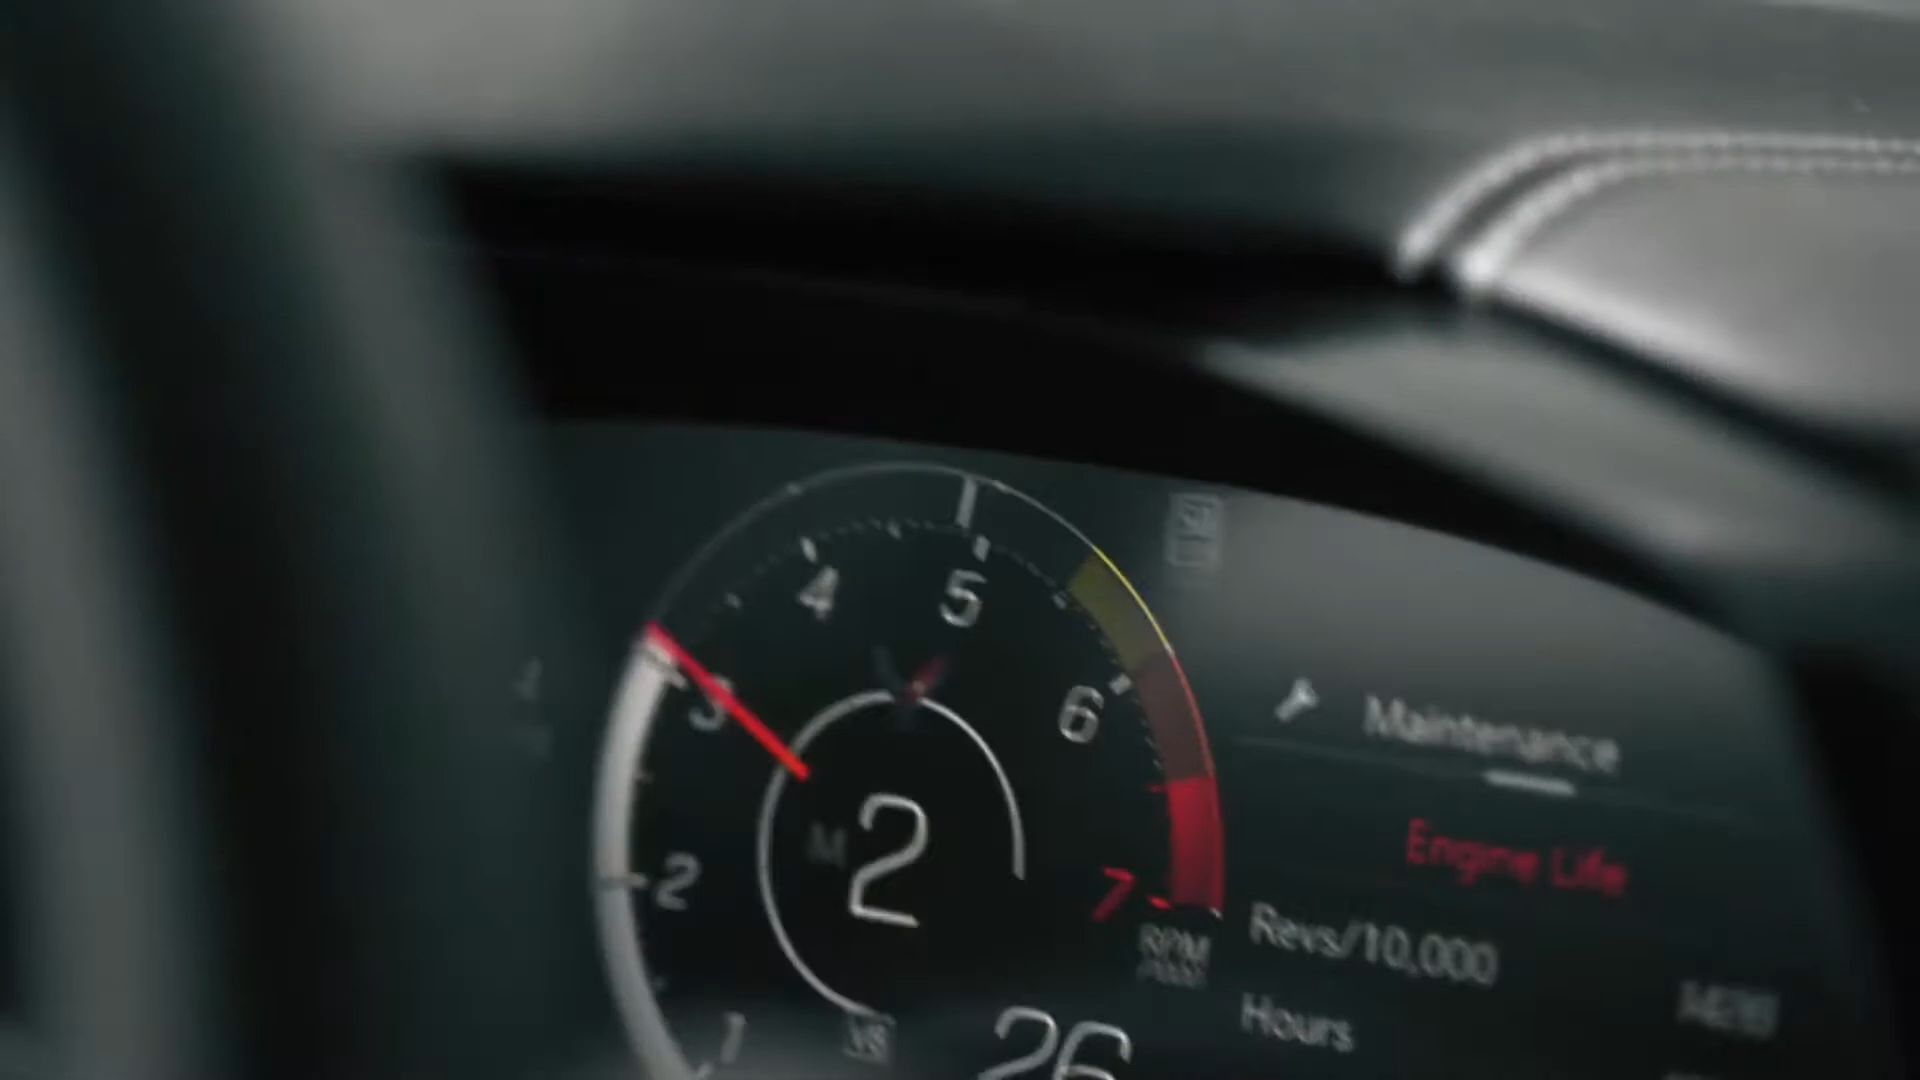 4 5
3 6
M 2
2 7
RPM
1
26
Maintenance
Engine Life
Revs/10,000
Hours